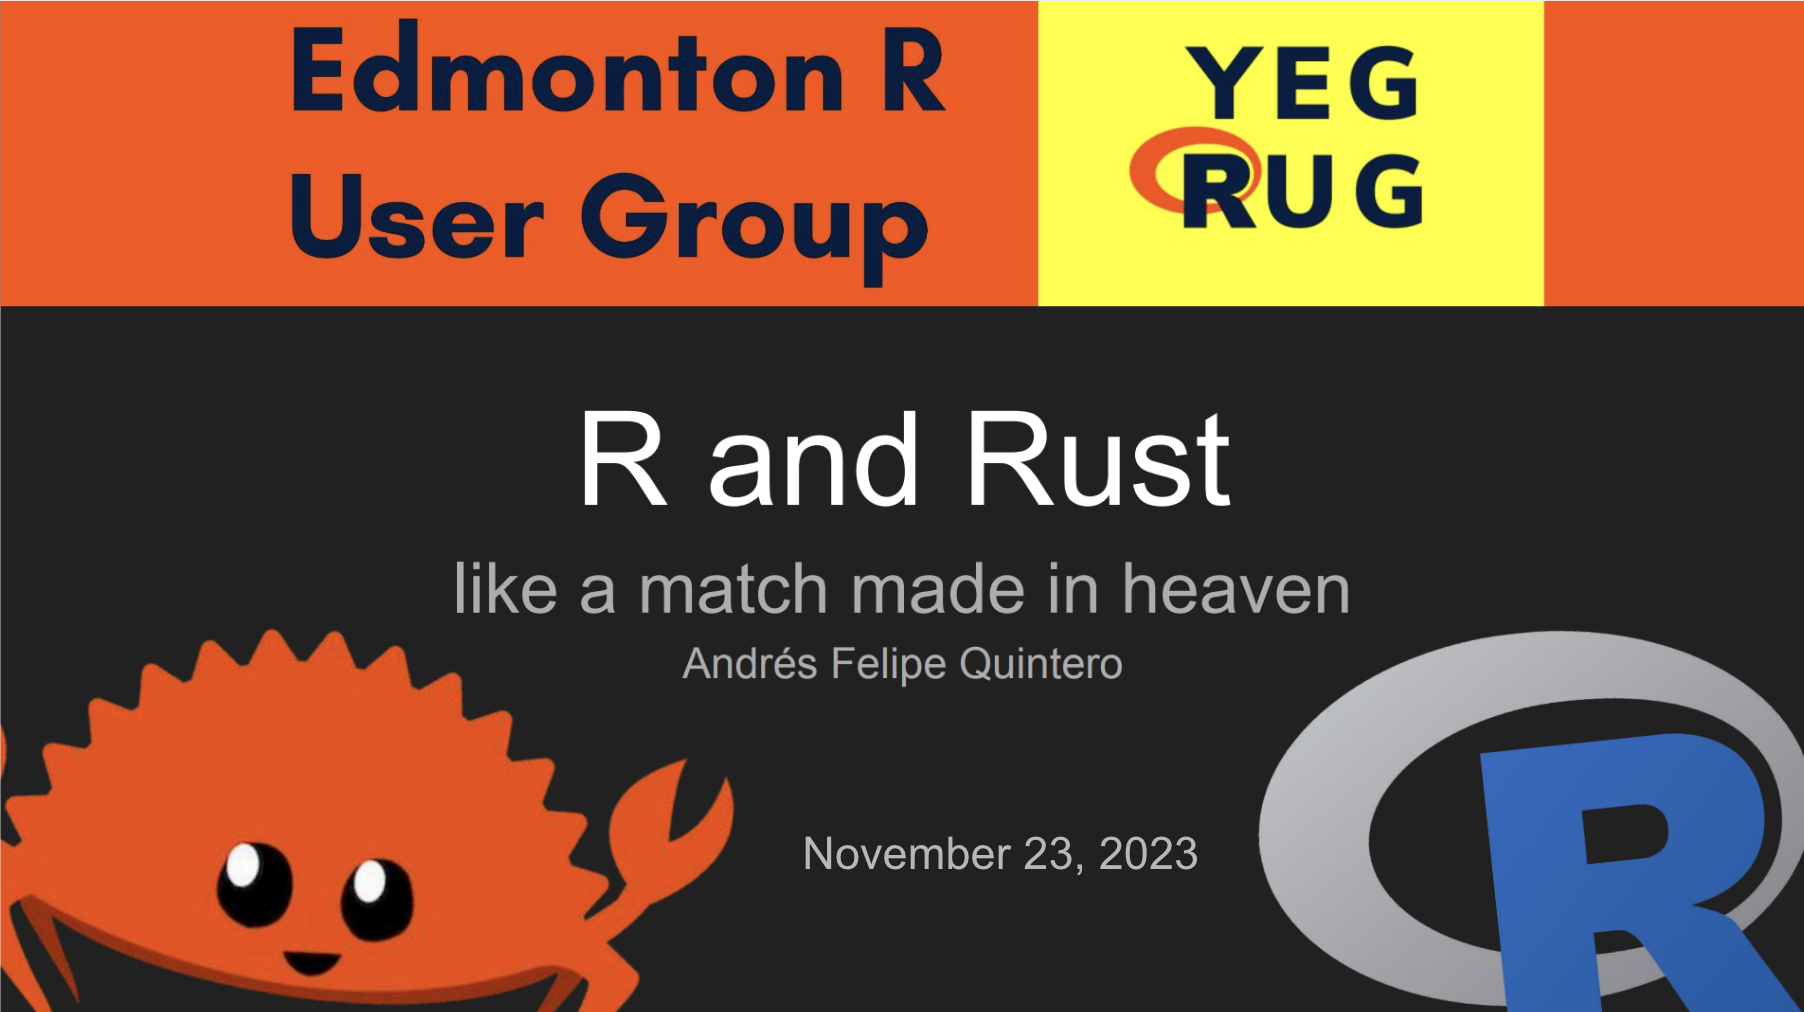 Edmonton R
User Group
YEG
RUG
R and Rust
like a match made in heaven
Andrés Felipe Quintero
November 23, 2023
R